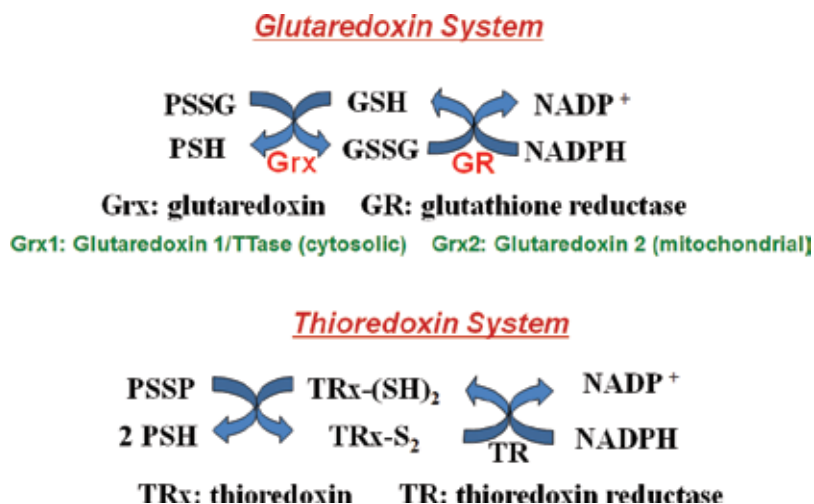 Glutaredoxin System
PSSG GSH NADP+
PSH Grx GSSG GR NADPH
Grx: glutaredoxin GR: glutathione reductase
Grx1: Glutaredoxin 1/TTase (cytosolic) Grx2: Glutaredoxin 2 (mitochondrial)
Thioredoxin System
PSSP TRx-(SH)₂ NADP+
2 PSH TRx-S₂ TR NADPH
TRx: thioredoxin TR: thioredoxin reductase